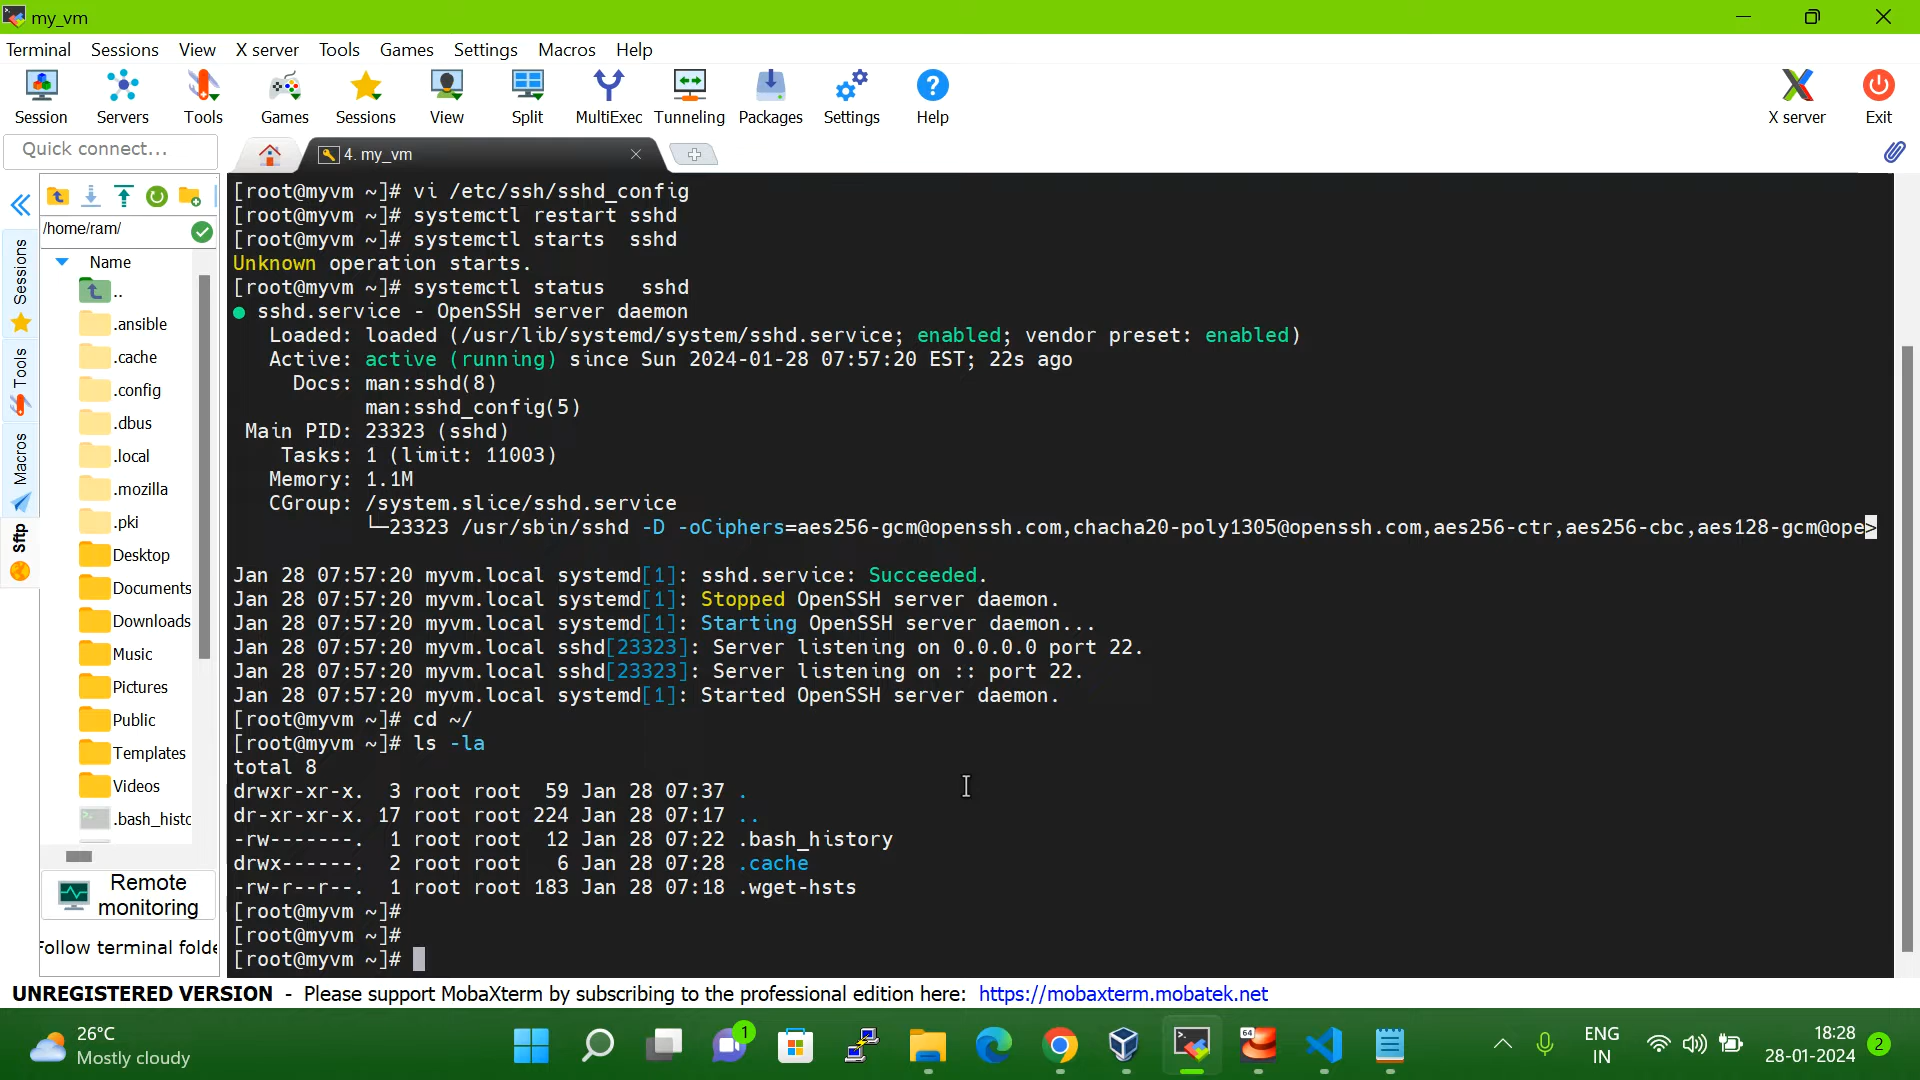 my_vm
Terminal Sessions View X server Tools Games Settings Macros Help
Session Servers Tools Games Sessions View Split MultiExec Tunneling Packages Settings Help X server Exit
Quick connect...
4. my_vm
/home/ram/
Name
..
.ansible
.cache
.config
.dbus
.local
.mozilla
.pki
Desktop
Documents
Downloads
Music
Pictures
Public
Templates
Videos
.bash_histo
Remote
monitoring
Follow terminal folde
Sessions
Tools
Macros
Sftp
[root@myvm ~]# vi /etc/ssh/sshd_config
[root@myvm ~]# systemctl restart sshd
[root@myvm ~]# systemctl starts  sshd
Unknown operation starts.
[root@myvm ~]# systemctl status   sshd
● sshd.service - OpenSSH server daemon
   Loaded: loaded (/usr/lib/systemd/system/sshd.service; enabled; vendor preset: enabled)
   Active: active (running) since Sun 2024-01-28 07:57:20 EST; 22s ago
     Docs: man:sshd(8)
           man:sshd_config(5)
 Main PID: 23323 (sshd)
    Tasks: 1 (limit: 11003)
   Memory: 1.1M
   CGroup: /system.slice/sshd.service
           └─23323 /usr/sbin/sshd -D -oCiphers=aes256-gcm@openssh.com,chacha20-poly1305@openssh.com,aes256-ctr,aes256-cbc,aes128-gcm@ope>
Jan 28 07:57:20 myvm.local systemd[1]: sshd.service: Succeeded.
Jan 28 07:57:20 myvm.local systemd[1]: Stopped OpenSSH server daemon.
Jan 28 07:57:20 myvm.local systemd[1]: Starting OpenSSH server daemon...
Jan 28 07:57:20 myvm.local sshd[23323]: Server listening on 0.0.0.0 port 22.
Jan 28 07:57:20 myvm.local sshd[23323]: Server listening on :: port 22.
Jan 28 07:57:20 myvm.local systemd[1]: Started OpenSSH server daemon.
[root@myvm ~]# cd ~/
[root@myvm ~]# ls -la
total 8
drwxr-xr-x.  3 root root  59 Jan 28 07:37 .
dr-xr-xr-x. 17 root root 224 Jan 28 07:17 ..
-rw-------.  1 root root  12 Jan 28 07:22 .bash_history
drwx------.  2 root root   6 Jan 28 07:28 .cache
-rw-r--r--.  1 root root 183 Jan 28 07:18 .wget-hsts
[root@myvm ~]#
[root@myvm ~]#
[root@myvm ~]#
UNREGISTERED VERSION - Please support MobaXterm by subscribing to the professional edition here: https://mobaxterm.mobatek.net
26°C
Mostly cloudy
1
64
ENG
IN
18:28
28-01-2024
2